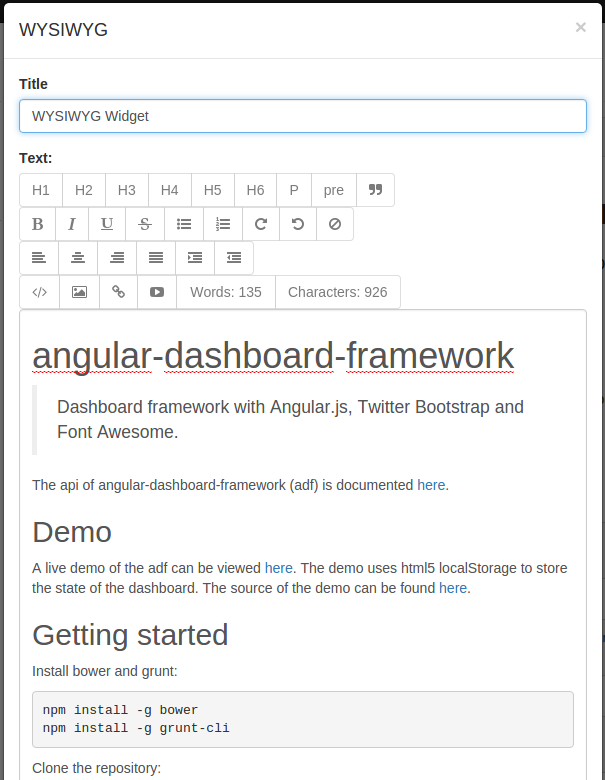 WYSIWYG ×
Title
WYSIWYG Widget
Text:
H1 H2 H3 H4 H5 H6 P pre
B I U S
Words: 135 Characters: 926
angular-dashboard-framework
Dashboard framework with Angular.js, Twitter Bootstrap and
Font Awesome.
The api of angular-dashboard-framework (adf) is documented here.
Demo
A live demo of the adf can be viewed here. The demo uses html5 localStorage to store
the state of the dashboard. The source of the demo can be found here.
Getting started
Install bower and grunt:
npm install -g bower
npm install -g grunt-cli
Clone the repository: